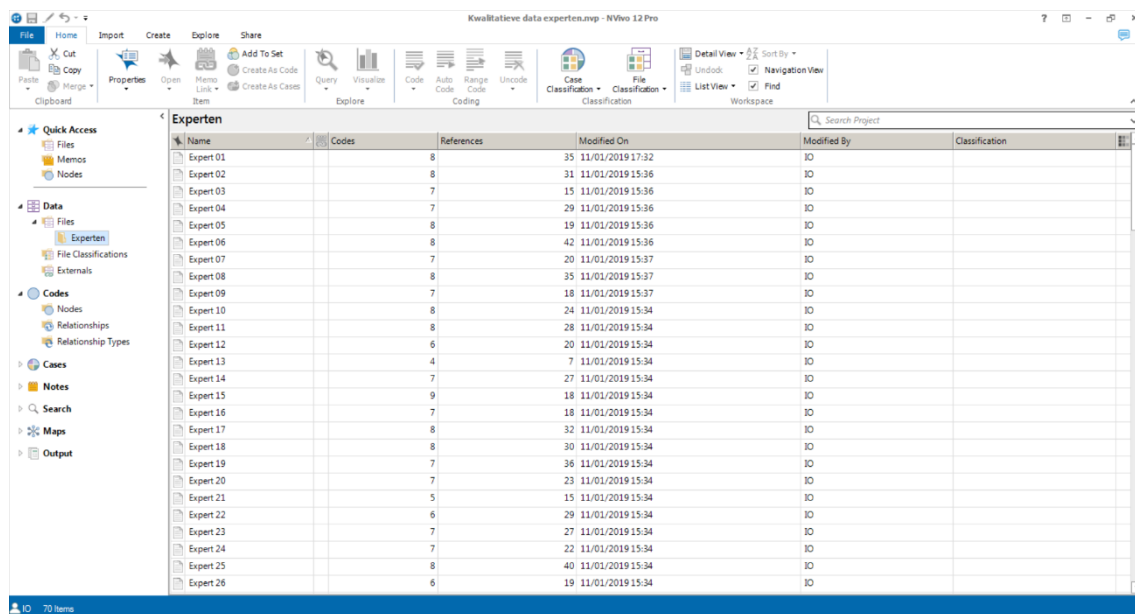 Kwalitatieve data experten.nvp - NVivo 12 Pro
File Home Import Create Explore Share
Paste Cut Copy Merge Clipboard
Properties Open Memo Link Add To Set Create As Code Create As Cases Item
Query Visualize Explore
Code Auto Code Range Code Uncode Coding
Case Classification File Classification Classification
Detail View Sort By Undock Navigation View List View Find Workspace
Quick Access
Files
Memos
Nodes
Data
Files
Experten
File Classifications
Externals
Codes
Nodes
Relationships
Relationship Types
Cases
Notes
Search
Maps
Output
Experten Search Project
Name Codes References Modified On Modified By Classification
Expert 01 8 35 11/01/2019 17:32 IO
Expert 02 8 31 11/01/2019 15:36 IO
Expert 03 7 15 11/01/2019 15:36 IO
Expert 04 7 29 11/01/2019 15:36 IO
Expert 05 8 19 11/01/2019 15:36 IO
Expert 06 8 42 11/01/2019 15:36 IO
Expert 07 7 20 11/01/2019 15:37 IO
Expert 08 8 35 11/01/2019 15:37 IO
Expert 09 7 18 11/01/2019 15:37 IO
Expert 10 8 24 11/01/2019 15:34 IO
Expert 11 8 28 11/01/2019 15:34 IO
Expert 12 6 20 11/01/2019 15:34 IO
Expert 13 4 7 11/01/2019 15:34 IO
Expert 14 7 27 11/01/2019 15:34 IO
Expert 15 9 18 11/01/2019 15:34 IO
Expert 16 7 18 11/01/2019 15:34 IO
Expert 17 8 32 11/01/2019 15:34 IO
Expert 18 8 30 11/01/2019 15:34 IO
Expert 19 7 36 11/01/2019 15:34 IO
Expert 20 7 23 11/01/2019 15:34 IO
Expert 21 5 15 11/01/2019 15:34 IO
Expert 22 6 29 11/01/2019 15:34 IO
Expert 23 7 27 11/01/2019 15:34 IO
Expert 24 7 22 11/01/2019 15:34 IO
Expert 25 8 40 11/01/2019 15:34 IO
Expert 26 6 19 11/01/2019 15:34 IO
IO 70 Items